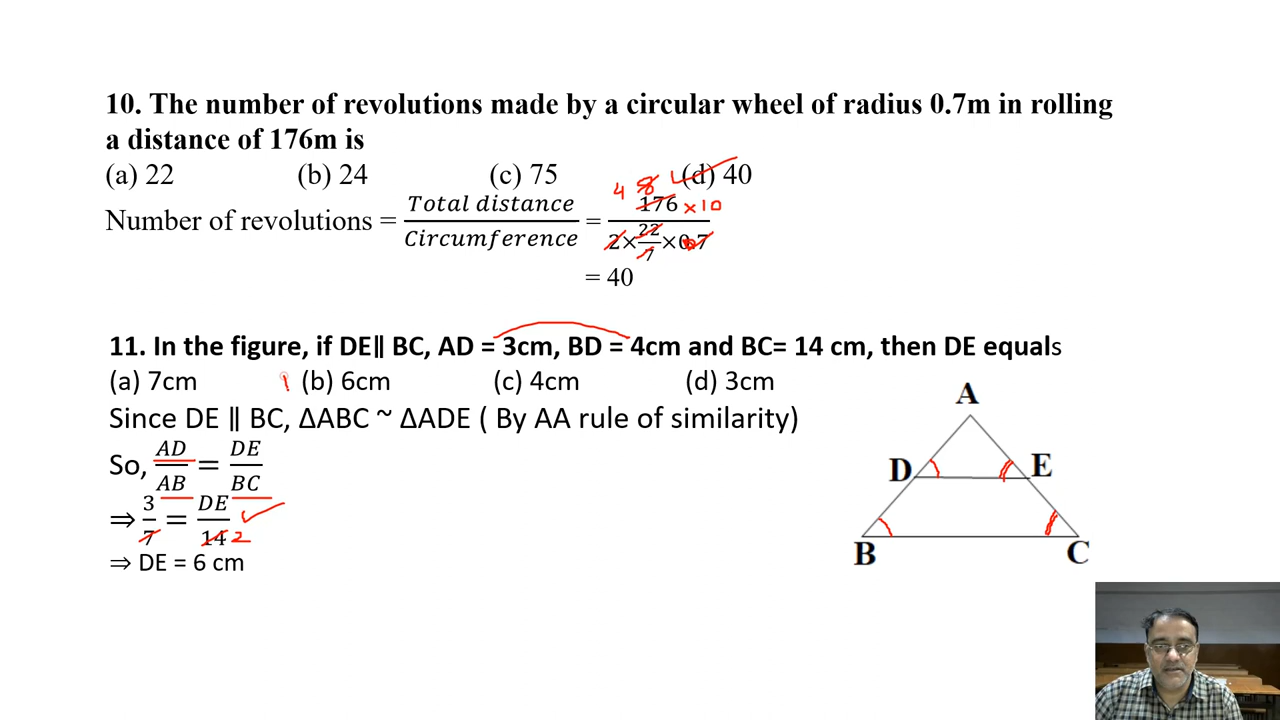 10. The number of revolutions made by a circular wheel of radius 0.7m in rolling
a distance of 176m is
(a) 22 (b) 24 (c) 75 (d) 40
Number of revolutions = Total distance / Circumference = 176 × 10 / 2 × 22/7 × 0.7
4 8
= 40
11. In the figure, if DE∥ BC, AD = 3cm, BD = 4cm and BC= 14 cm, then DE equals
(a) 7cm (b) 6cm (c) 4cm (d) 3cm
Since DE ∥ BC, ΔABC ~ ΔADE ( By AA rule of similarity)
So, AD / AB = DE / BC
⇒ 3 / 7 = DE / 14 2
⇒ DE = 6 cm
A
D E
B C